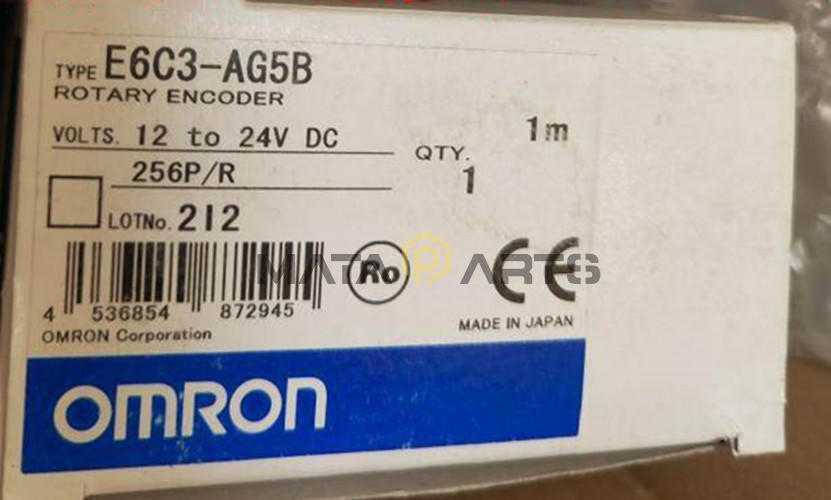 TYPE E6C3-AG5B
ROTARY ENCODER
VOLTS. 12 to 24V DC
1m
256P/R
QTY.
1
LOTNo. 212
Ro
CE
MATA PARTS
4 536854 872945
MADE IN JAPAN
OMRON Corporation
OMRON